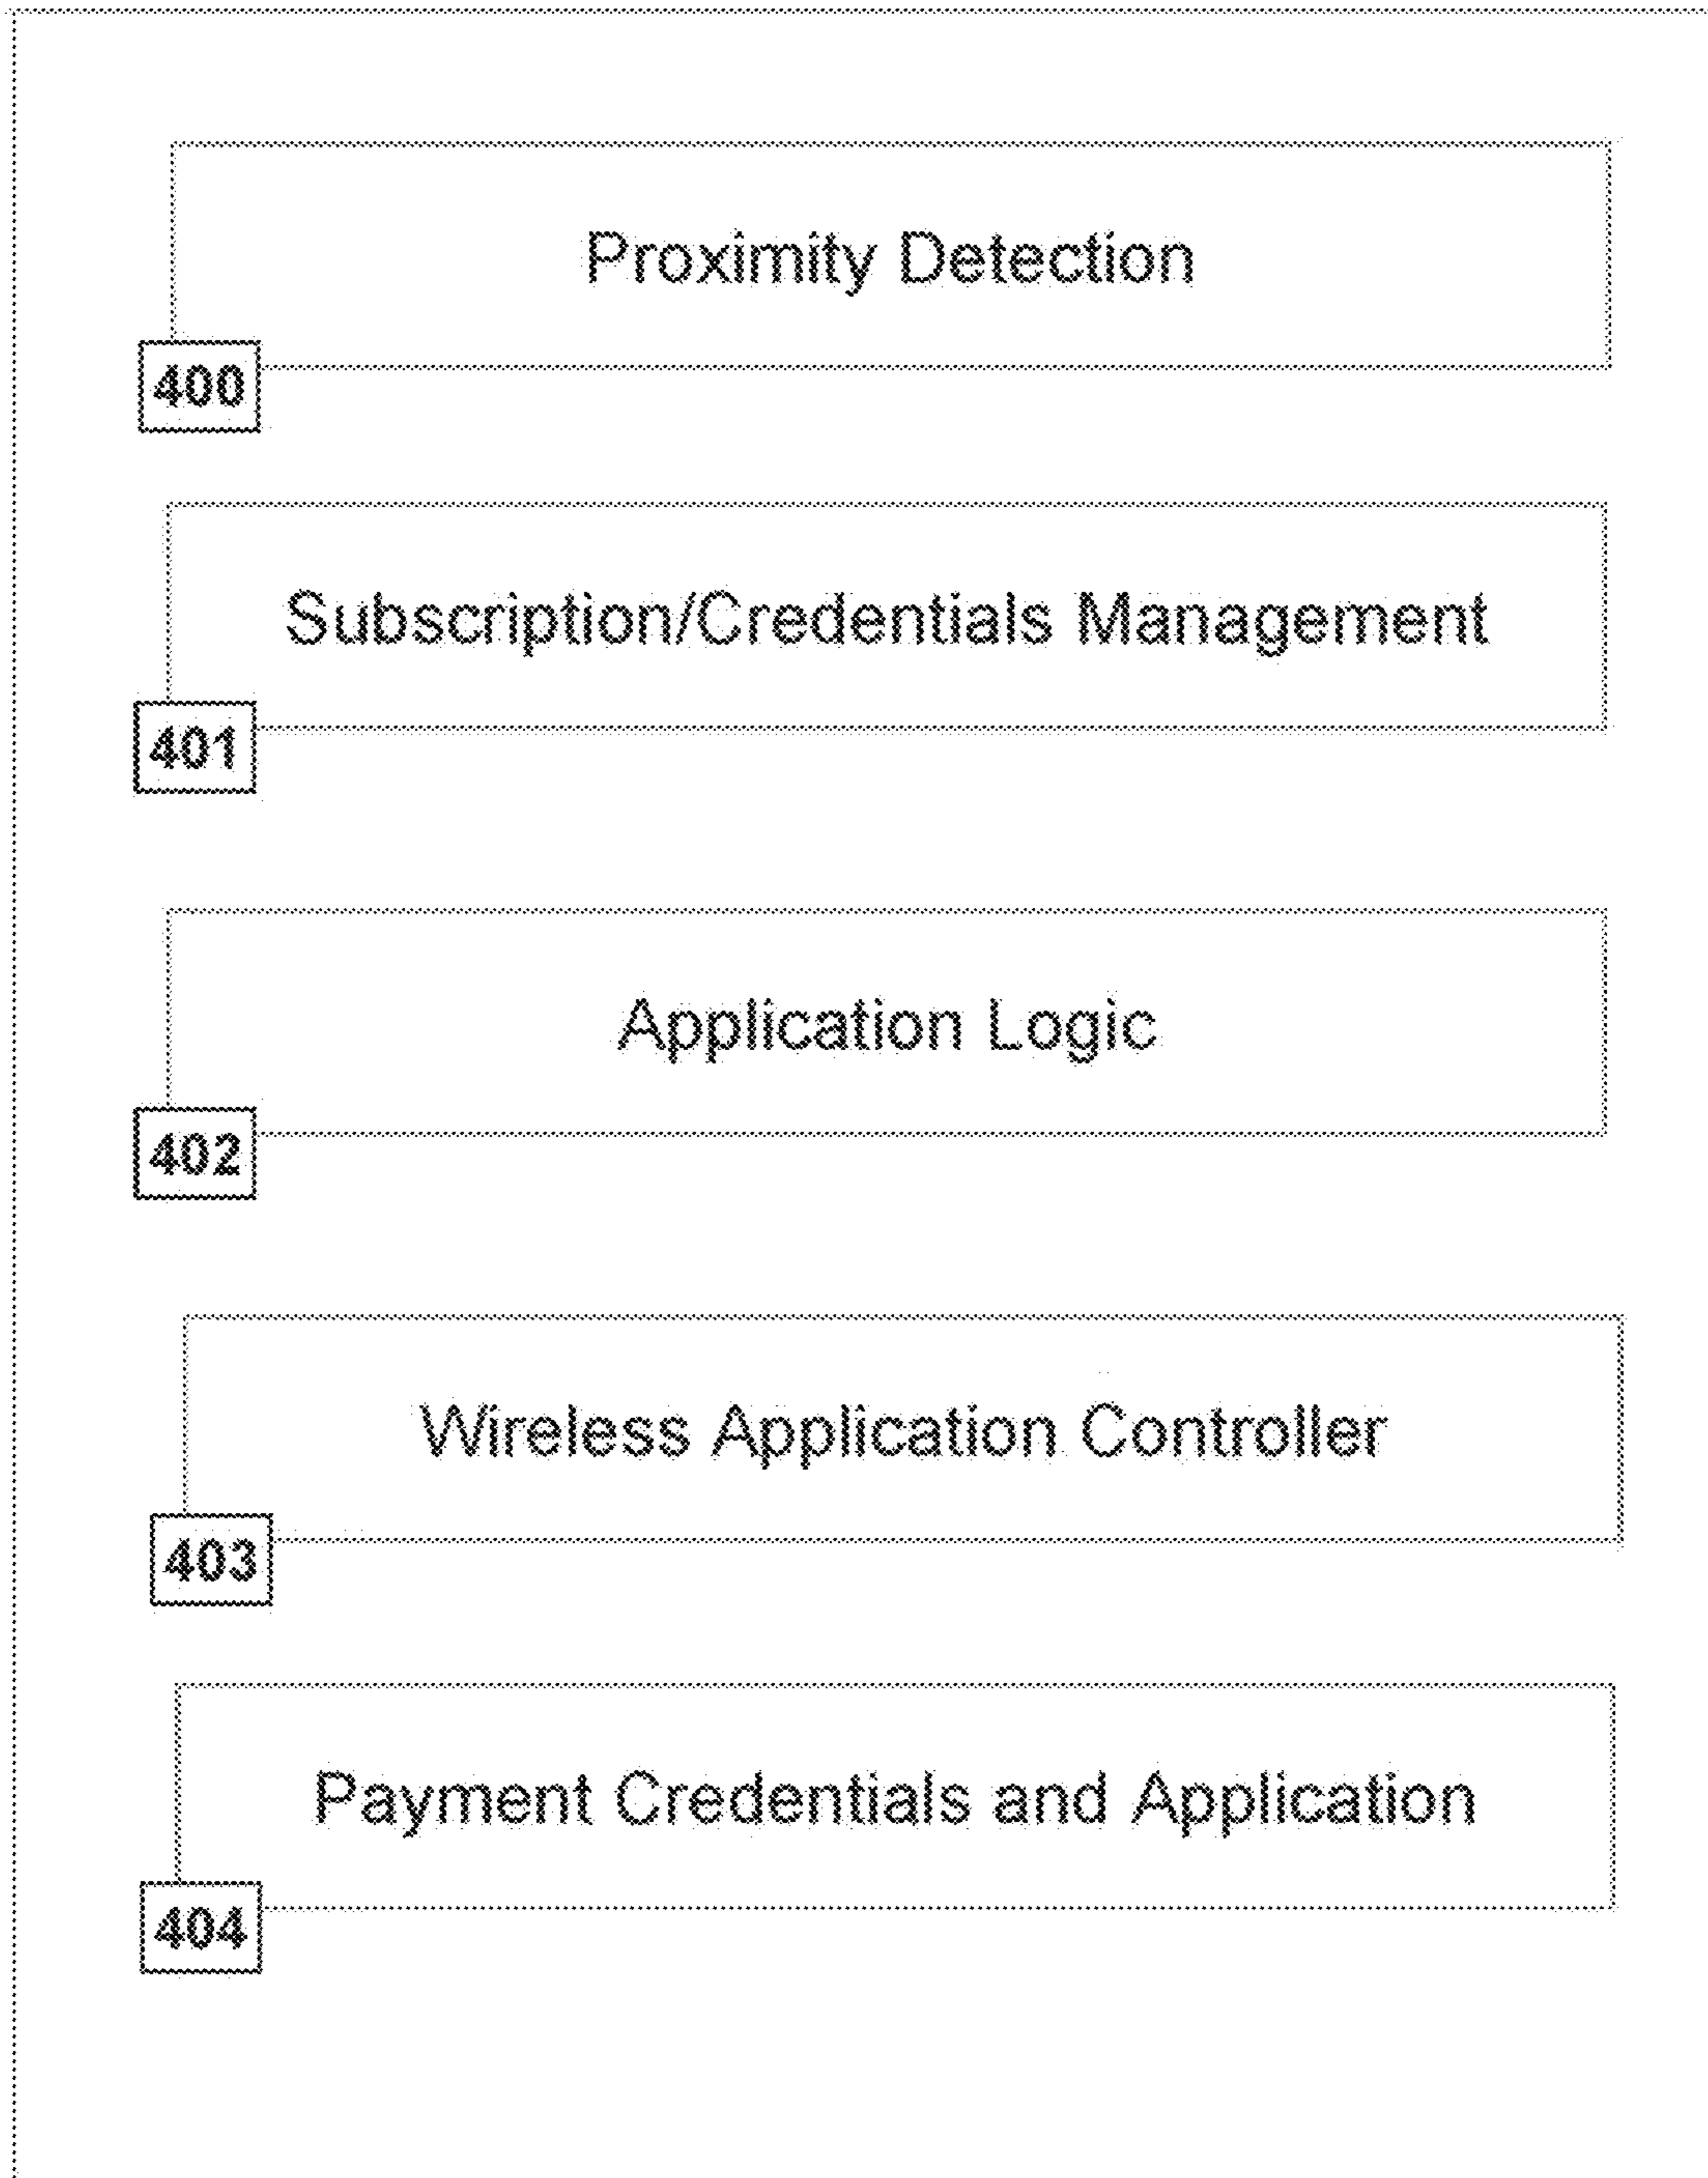 Proximity Detection
400
Subscription/Credentials Management
401
Application Logic
402
Wireless Application Controller
403
Payment Credentials and Application
404